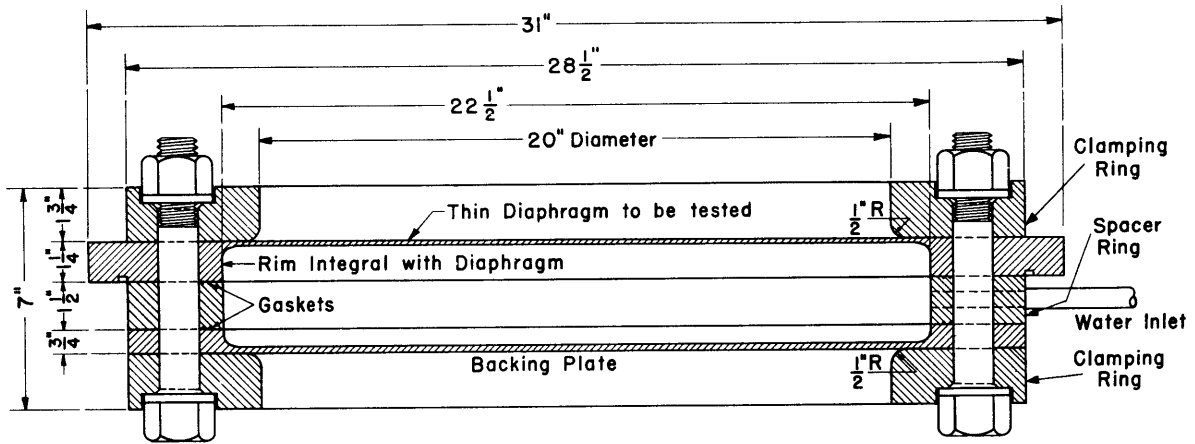 31"
28 1/2"
22 1/2"
20" Diameter
Clamping
Ring
1 3/4"
Thin Diaphragm to be tested
1/2" R
Spacer
Ring
1 1/4"
Rim Integral with Diaphragm
7"
1 1/2"
Gaskets
Water Inlet
3/4"
Backing Plate
1/2" R
Clamping
Ring